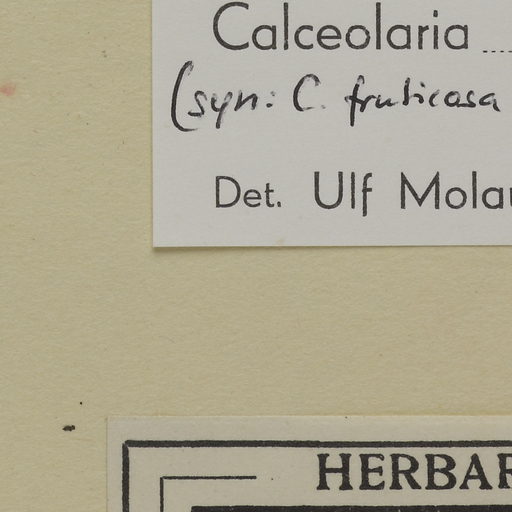 Calceolaria
(syn: C. fruticosa
Det. Ulf Molau
HERBAR